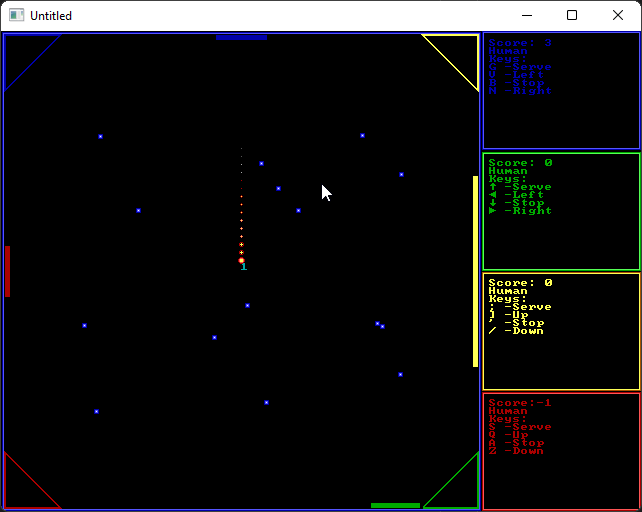 Untitled
Score: 3
Human
Keys:
C -Serve
V -Left
B -Stop
N -Right
Score: 0
Human
Keys:
↑ -Serve
◄ -Left
↓ -Stop
► -Right
Score: 0
Human
Keys:
; -Serve
] -Up
' -Stop
/ -Down
Score:-1
Human
Keys:
S -Serve
Q -Up
A -Stop
Z -Down
1